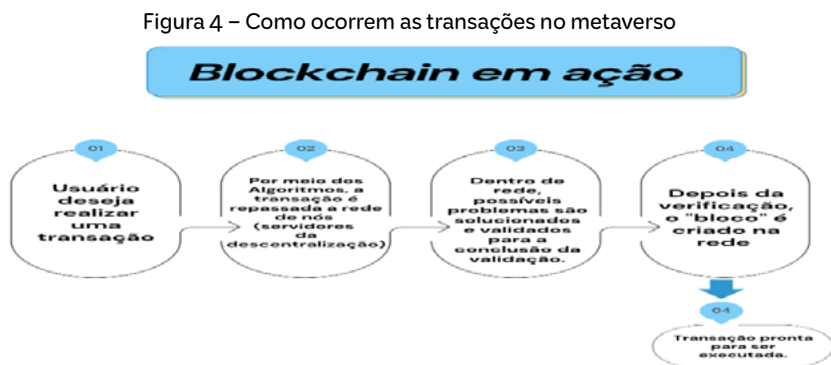 Figura 4 – Como ocorrem as transações no metaverso
Blockchain em ação
01
Usuário
deseja
realizar
uma
transação
02
Por meio dos
Algoritmos, a
transação é
repassada a rede
de nós
(servidores
da
descentralização)
03
Dentro de
rede,
possíveis
problemas são
solucionados
e validados
para a
conclusão da
validação.
04
Depois da
verificação,
o "bloco" é
criado na
rede
04
Transação pronta
para ser
executada.